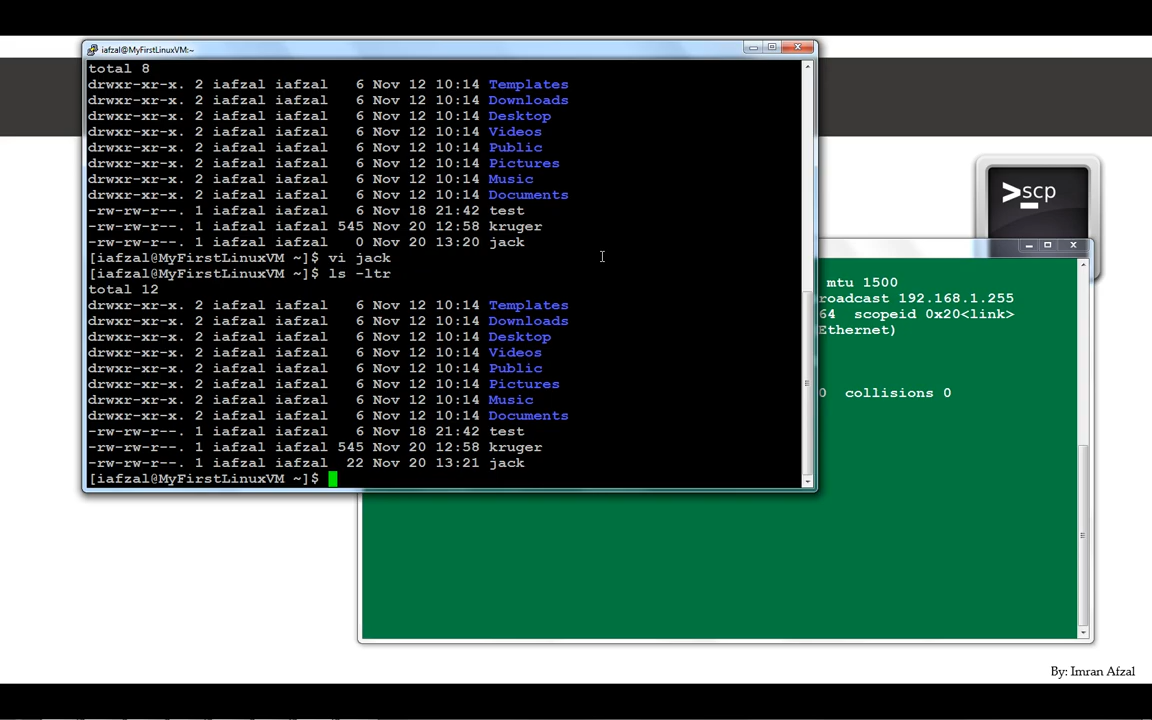 iafzal@MyFirstLinuxVM:~
total 8
drwxr-xr-x. 2 iafzal iafzal   6 Nov 12 10:14 Templates
drwxr-xr-x. 2 iafzal iafzal   6 Nov 12 10:14 Downloads
drwxr-xr-x. 2 iafzal iafzal   6 Nov 12 10:14 Desktop
drwxr-xr-x. 2 iafzal iafzal   6 Nov 12 10:14 Videos
drwxr-xr-x. 2 iafzal iafzal   6 Nov 12 10:14 Public
drwxr-xr-x. 2 iafzal iafzal   6 Nov 12 10:14 Pictures
drwxr-xr-x. 2 iafzal iafzal   6 Nov 12 10:14 Music
drwxr-xr-x. 2 iafzal iafzal   6 Nov 12 10:14 Documents
-rw-rw-r--. 1 iafzal iafzal   6 Nov 18 21:42 test
-rw-rw-r--. 1 iafzal iafzal 545 Nov 20 12:58 kruger
-rw-rw-r--. 1 iafzal iafzal   0 Nov 20 13:20 jack
[iafzal@MyFirstLinuxVM ~]$ vi jack
[iafzal@MyFirstLinuxVM ~]$ ls -ltr
total 12
drwxr-xr-x. 2 iafzal iafzal   6 Nov 12 10:14 Templates
drwxr-xr-x. 2 iafzal iafzal   6 Nov 12 10:14 Downloads
drwxr-xr-x. 2 iafzal iafzal   6 Nov 12 10:14 Desktop
drwxr-xr-x. 2 iafzal iafzal   6 Nov 12 10:14 Videos
drwxr-xr-x. 2 iafzal iafzal   6 Nov 12 10:14 Public
drwxr-xr-x. 2 iafzal iafzal   6 Nov 12 10:14 Pictures
drwxr-xr-x. 2 iafzal iafzal   6 Nov 12 10:14 Music
drwxr-xr-x. 2 iafzal iafzal   6 Nov 12 10:14 Documents
-rw-rw-r--. 1 iafzal iafzal   6 Nov 18 21:42 test
-rw-rw-r--. 1 iafzal iafzal 545 Nov 20 12:58 kruger
-rw-rw-r--. 1 iafzal iafzal  22 Nov 20 13:21 jack
[iafzal@MyFirstLinuxVM ~]$
>scp
mtu 1500
roadcast 192.168.1.255
64  scopeid 0x20<link>
Ethernet)
0  collisions 0
By: Imran Afzal